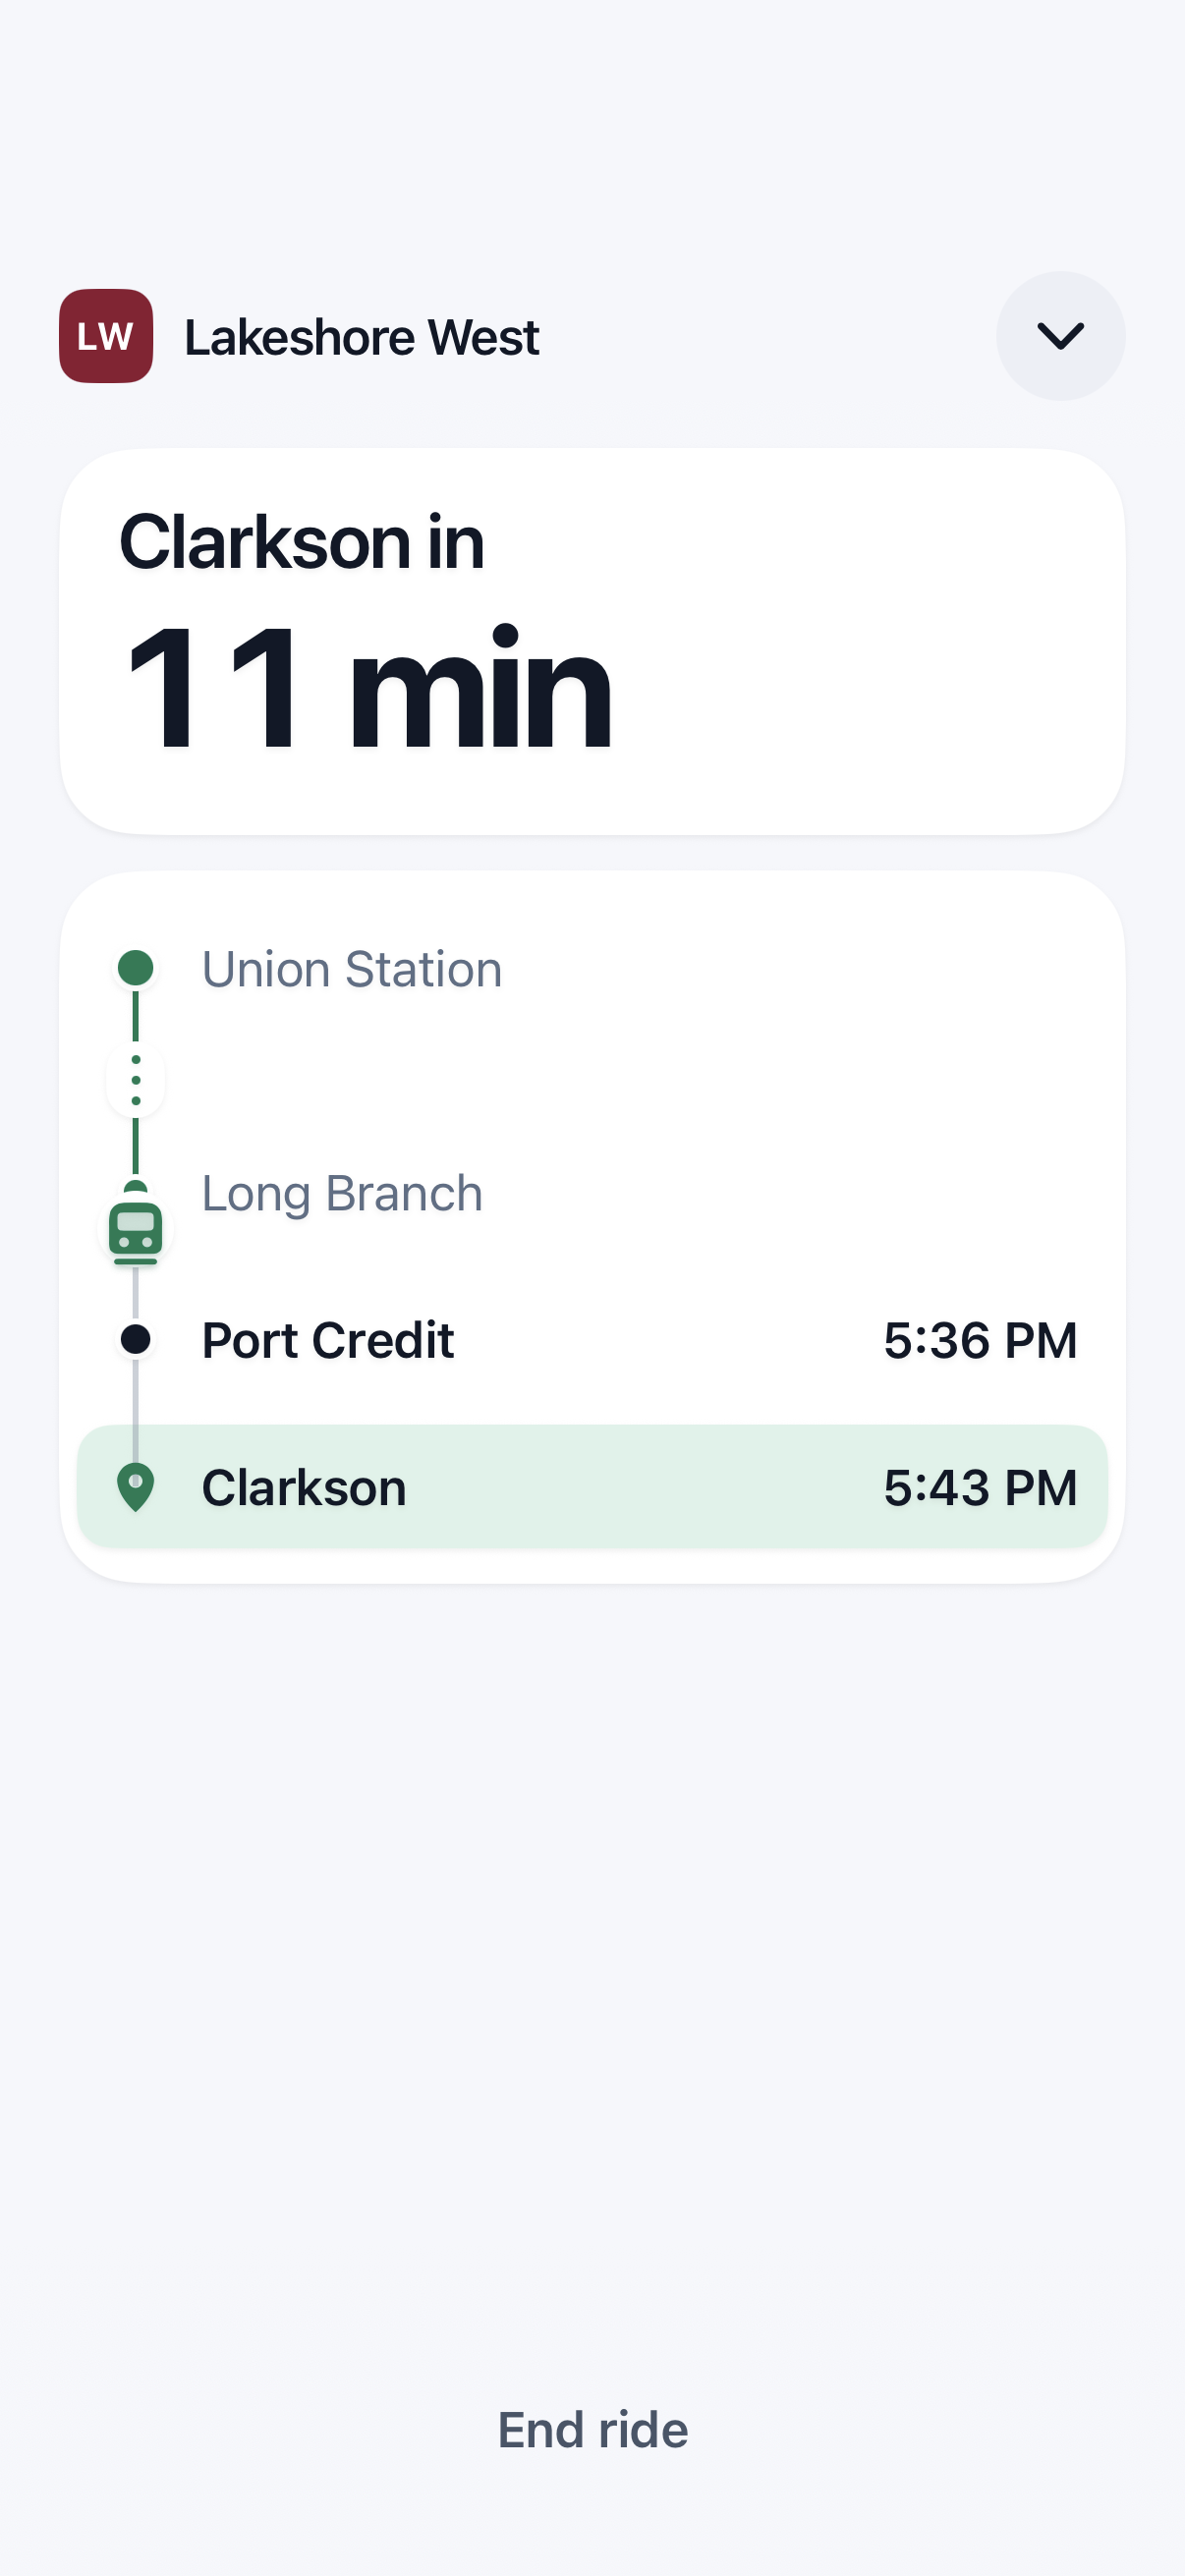 LW Lakeshore West
Clarkson in
11 min
Union Station
Long Branch
Port Credit 5:36 PM
Clarkson 5:43 PM
End ride